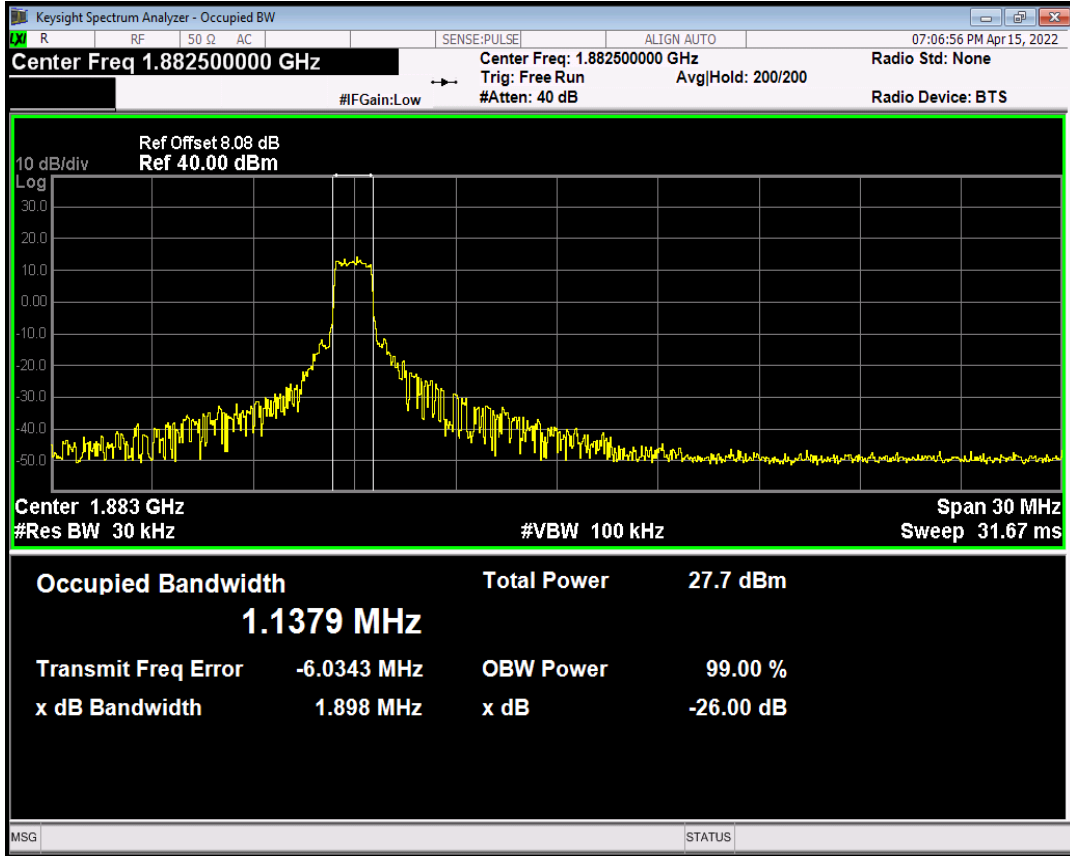 Keysight Spectrum Analyzer - Occupied BW
LXI R RF 50 Ω AC SENSE:PULSE ALIGN AUTO 07:06:56 PM Apr 15, 2022
Center Freq 1.882500000 GHz Center Freq: 1.882500000 GHz Radio Std: None
Trig: Free Run Avg|Hold: 200/200
#IFGain:Low #Atten: 40 dB Radio Device: BTS
Ref Offset 8.08 dB
10 dB/div Ref 40.00 dBm
Log
30.0
20.0
10.0
0.00
-10.0
-20.0
-30.0
-40.0
-50.0
Center 1.883 GHz Span 30 MHz
#Res BW 30 kHz #VBW 100 kHz Sweep 31.67 ms
Occupied Bandwidth Total Power 27.7 dBm
1.1379 MHz
Transmit Freq Error -6.0343 MHz OBW Power 99.00 %
x dB Bandwidth 1.898 MHz x dB -26.00 dB
MSG STATUS